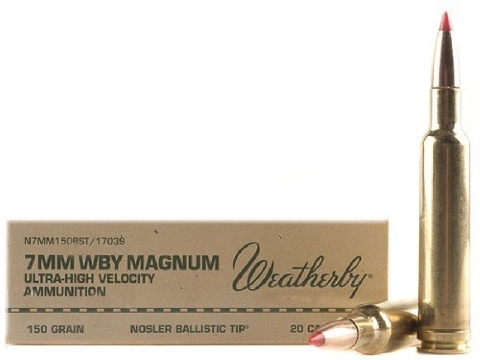 N7MM150BST/17039
7MM WBY MAGNUM
ULTRA-HIGH VELOCITY
AMMUNITION
Weatherby®
150 GRAIN NOSLER BALLISTIC TIP® 20